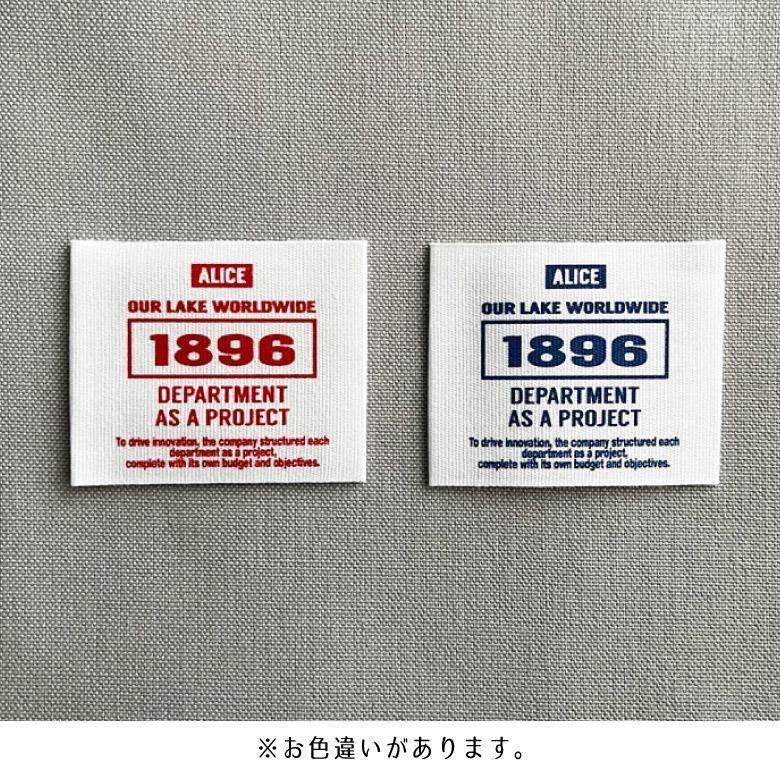 ALICE
OUR LAKE WORLDWIDE
1896
DEPARTMENT
AS A PROJECT
To drive innovation, the company structured each
department as a project,
complete with its own budget and objectives.
ALICE
OUR LAKE WORLDWIDE
1896
DEPARTMENT
AS A PROJECT
To drive innovation, the company structured each
department as a project,
complete with its own budget and objectives.
※お色違いがあります。